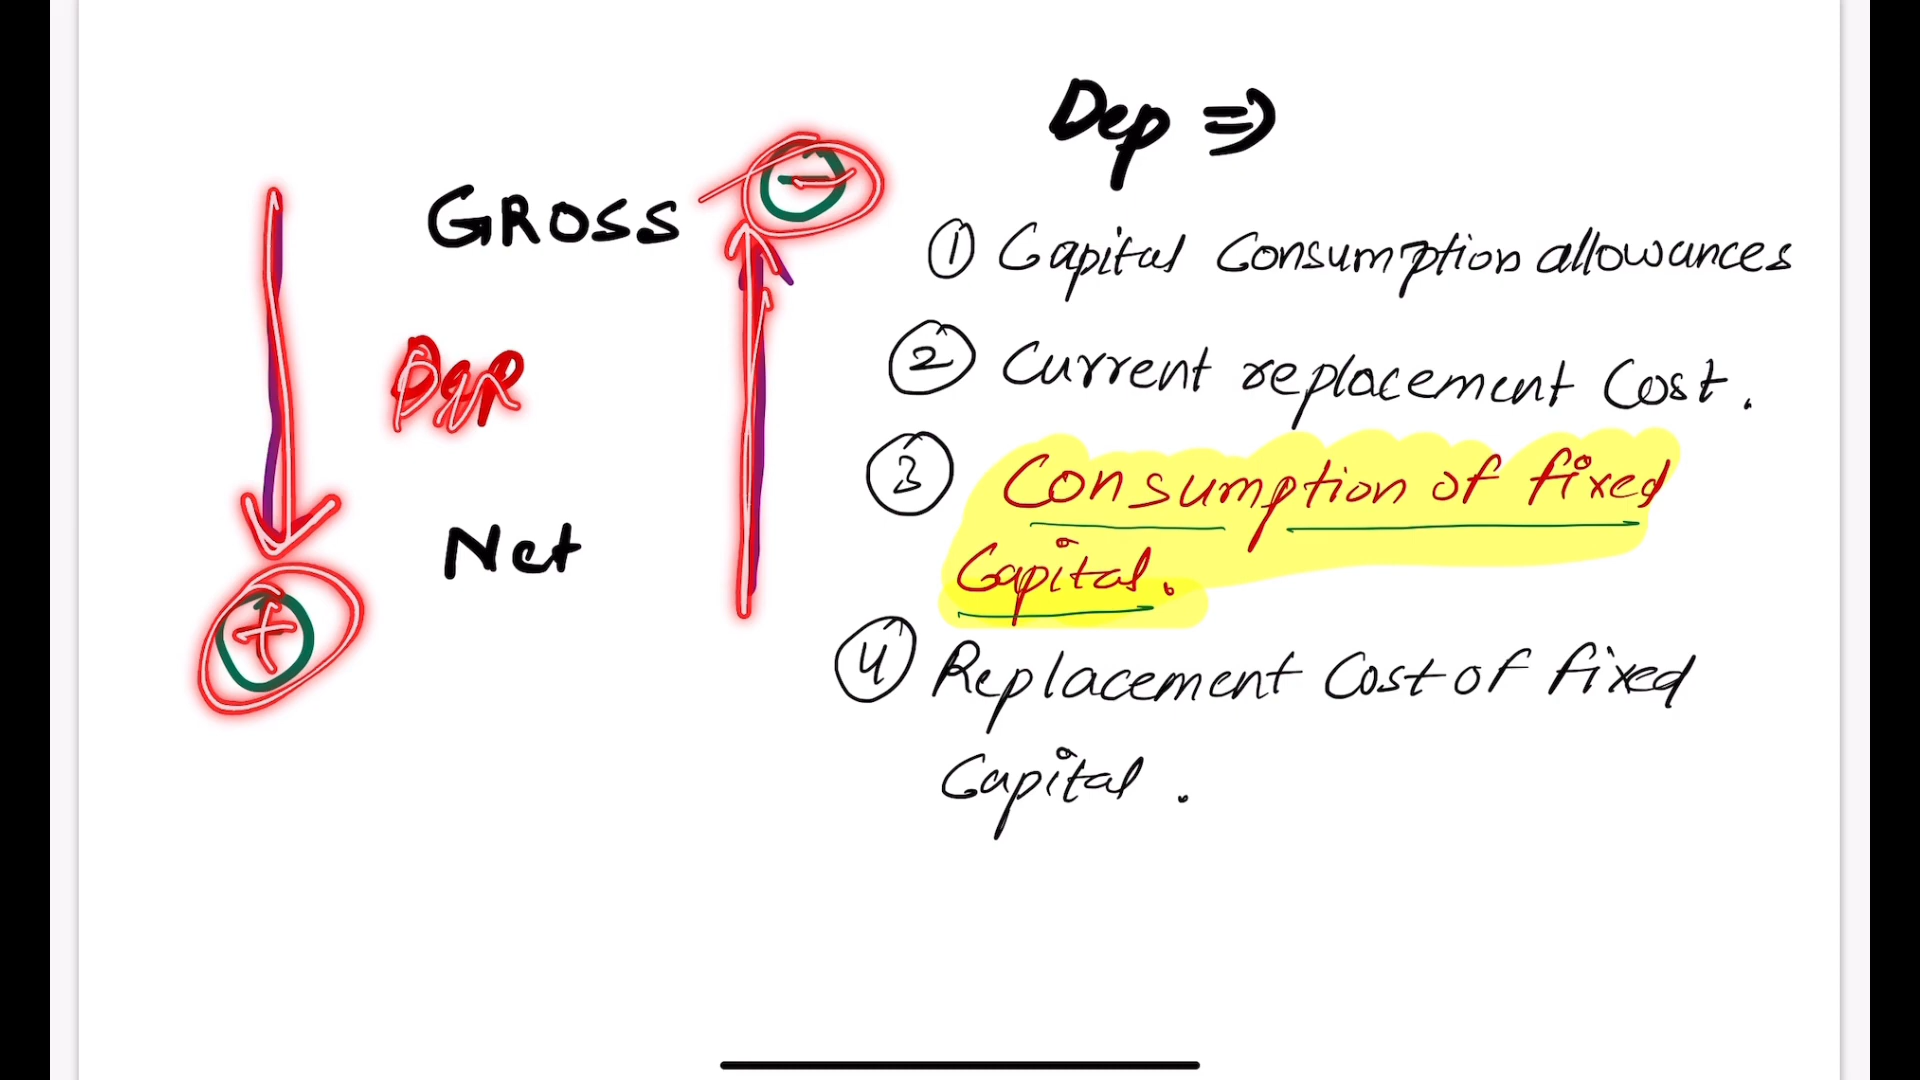 Dep ⇒
GROSS −
① Capital Consumption allowances
Dep
② Current replacement Cost.
③ Consumption of fixed
Capital.
Net
+
④ Replacement Cost of fixed
Capital.